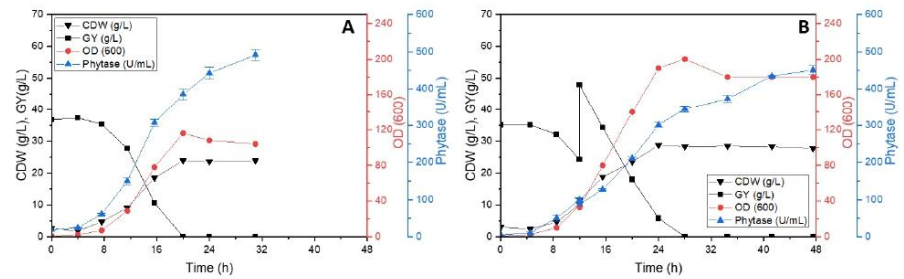 A
CDW (g/L)
GY (g/L)
OD (600)
Phytase (U/mL)
CDW (g/L), GY(g/L)
70
60
50
40
30
20
10
0
0 8 16 24 32 40 48
Time (h)
240
200
160
120
80
40
0
OD (600)
600
500
400
300
200
100
0
Phytase (U/mL)
B
CDW (g/L)
GY (g/L)
OD (600)
Phytase (U/mL)
CDW (g/L), GY(g/L)
70
60
50
40
30
20
10
0
0 8 16 24 32 40 48
Time (h)
240
200
160
120
80
40
0
OD (600)
600
500
400
300
200
100
0
Phytase (U/mL)